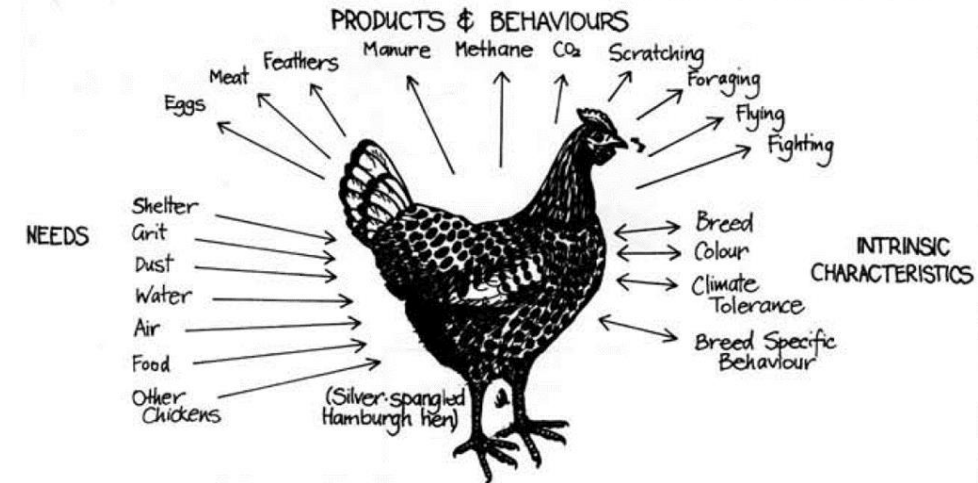 PRODUCTS & BEHAVIOURS
Eggs
Meat
Feathers
Manure
Methane
CO₂
Scratching
Foraging
Flying
Fighting
NEEDS
Shelter
Grit
Dust
Water
Air
Food
Other
Chickens
(Silver-spangled
Hamburgh hen)
Breed
Colour
Climate
Tolerance
Breed Specific
Behaviour
INTRINSIC
CHARACTERISTICS